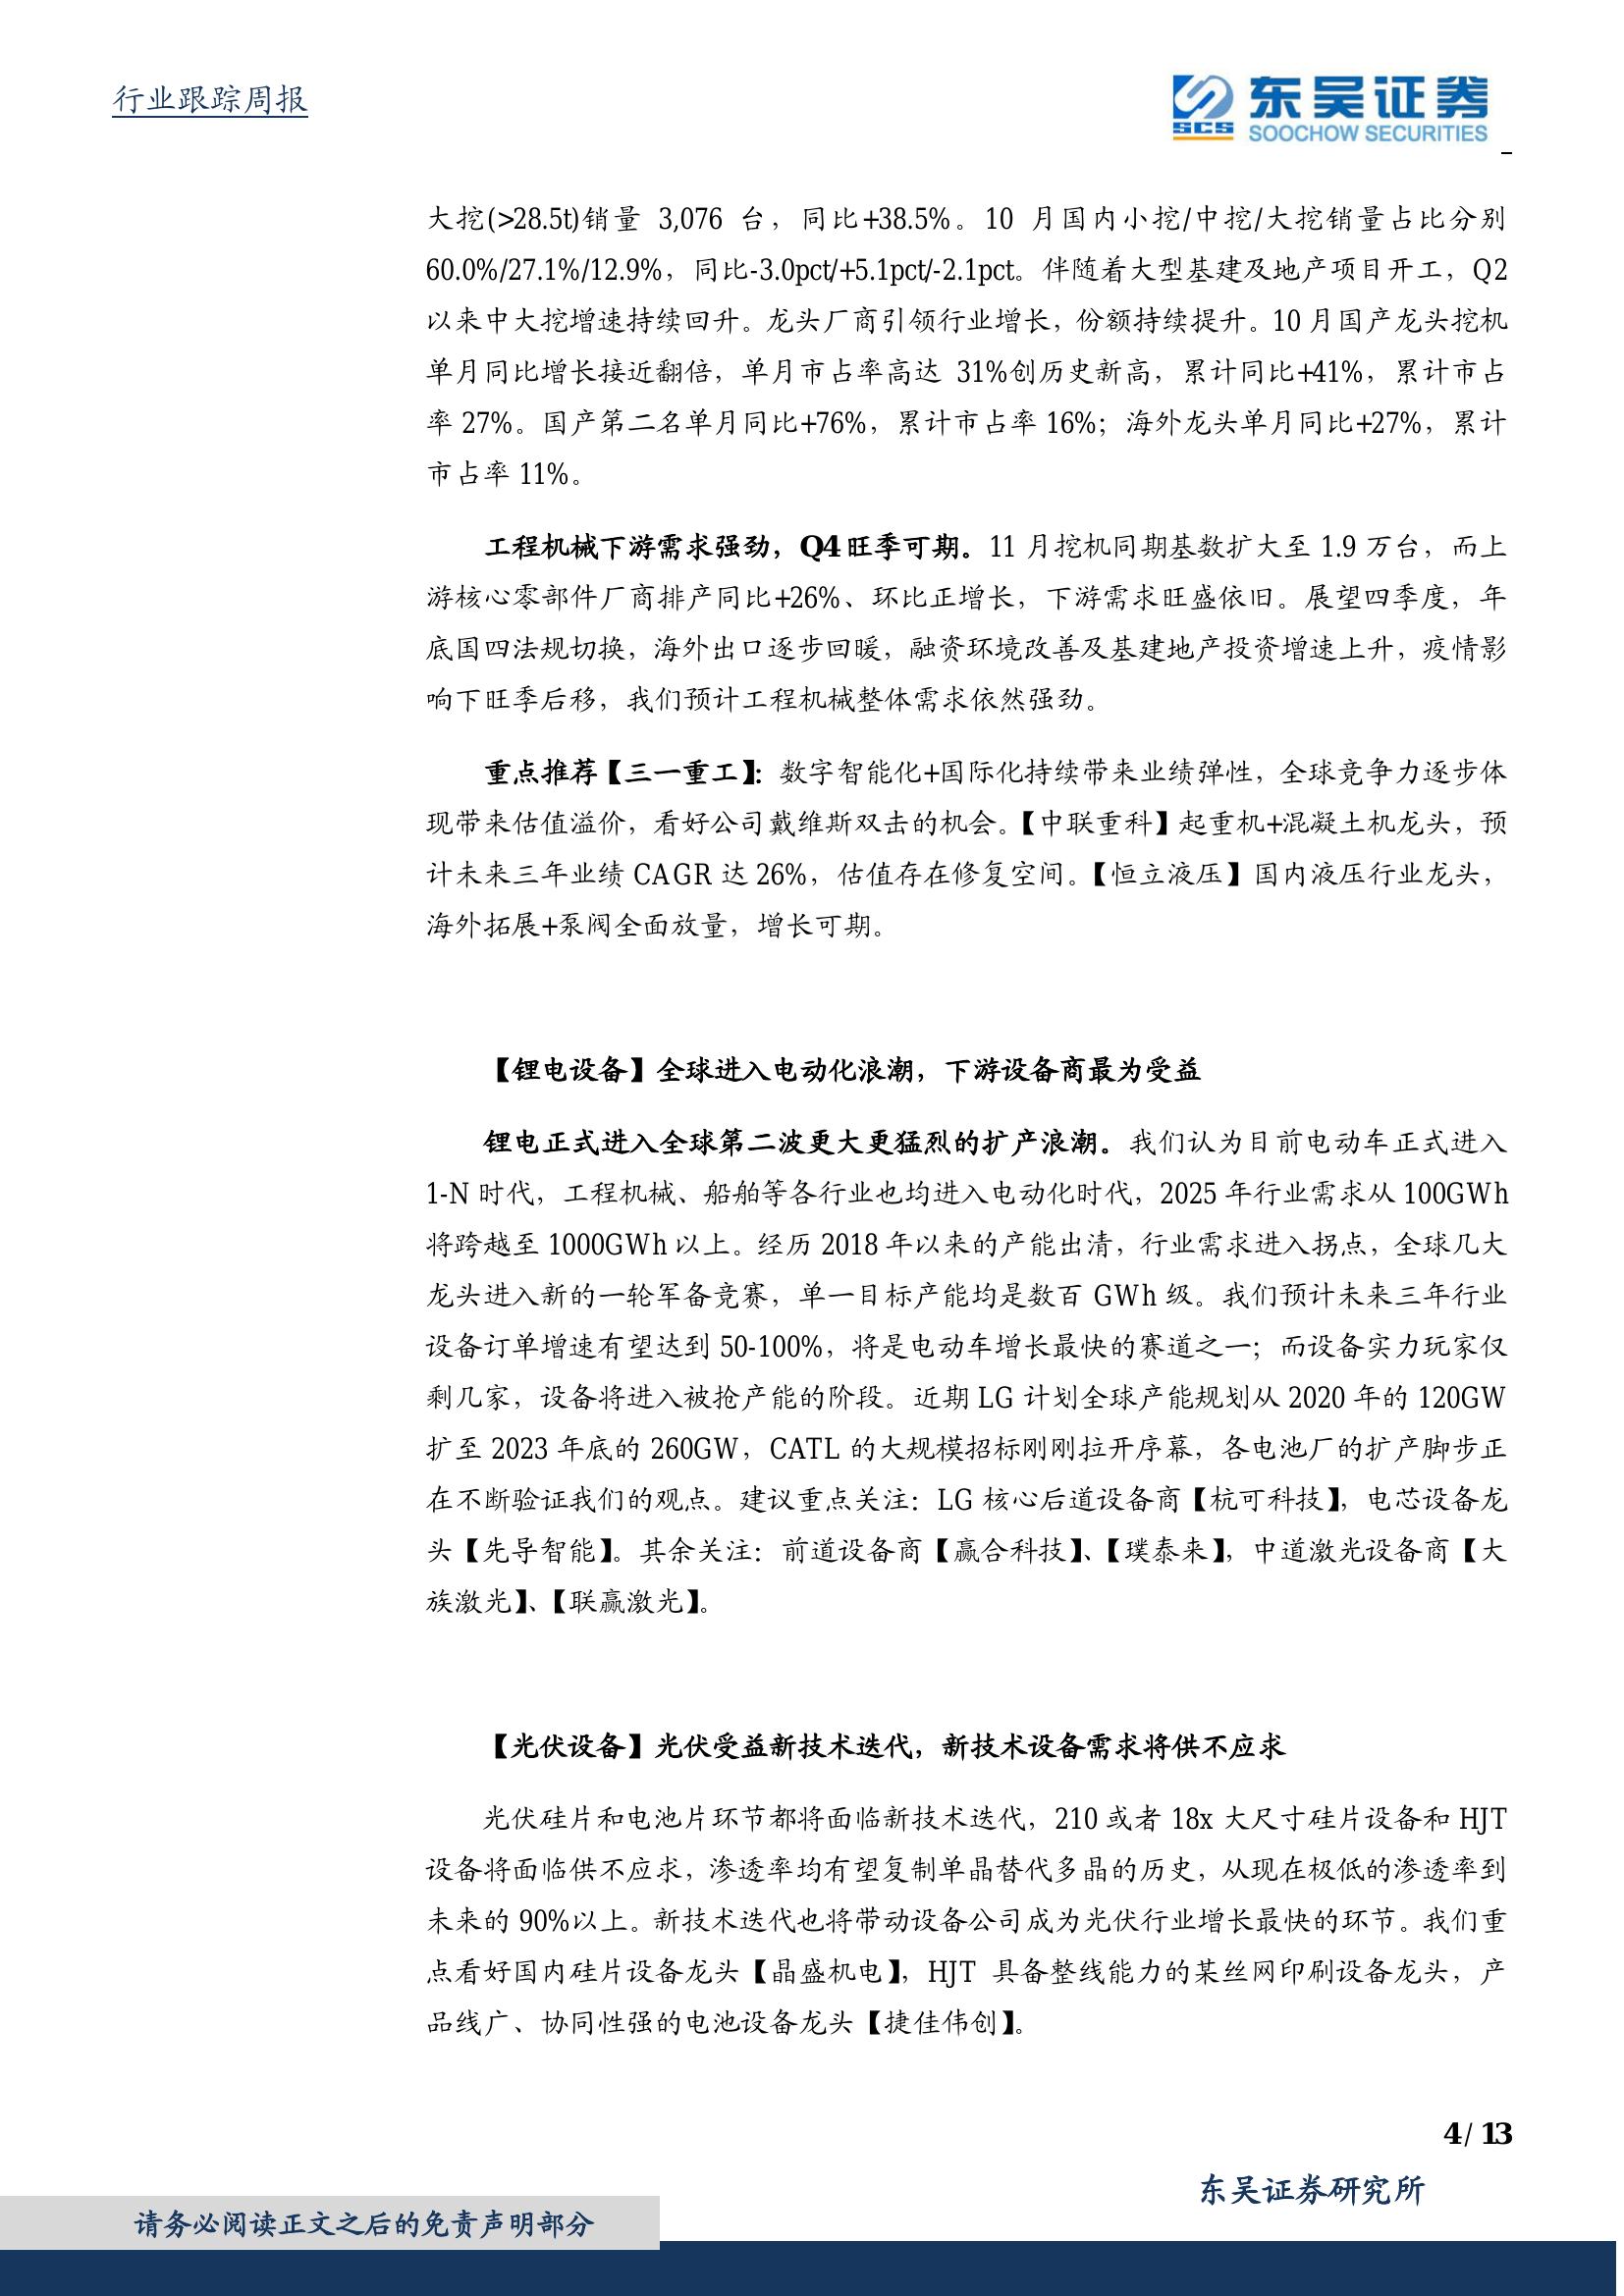 行业跟踪周报
SCS 东吴证券
SOOCHOW SECURITIES
大挖(>28.5t)销量 3,076 台，同比+38.5%。10 月国内小挖/中挖/大挖销量占比分别
60.0%/27.1%/12.9%，同比-3.0pct/+5.1pct/-2.1pct。伴随着大型基建及地产项目开工，Q2
以来中大挖增速持续回升。龙头厂商引领行业增长，份额持续提升。10 月国产龙头挖机
单月同比增长接近翻倍，单月市占率高达 31%创历史新高，累计同比+41%，累计市占
率 27%。国产第二名单月同比+76%，累计市占率 16%；海外龙头单月同比+27%，累计
市占率 11%。
工程机械下游需求强劲，Q4 旺季可期。11 月挖机同期基数扩大至 1.9 万台，而上
游核心零部件厂商排产同比+26%、环比正增长，下游需求旺盛依旧。展望四季度，年
底国四法规切换，海外出口逐步回暖，融资环境改善及基建地产投资增速上升，疫情影
响下旺季后移，我们预计工程机械整体需求依然强劲。
重点推荐【三一重工】：数字智能化+国际化持续带来业绩弹性，全球竞争力逐步体
现带来估值溢价，看好公司戴维斯双击的机会。【中联重科】起重机+混凝土机龙头，预
计未来三年业绩 CAGR 达 26%，估值存在修复空间。【恒立液压】国内液压行业龙头，
海外拓展+泵阀全面放量，增长可期。
【锂电设备】全球进入电动化浪潮，下游设备商最为受益
锂电正式进入全球第二波更大更猛烈的扩产浪潮。我们认为目前电动车正式进入
1-N 时代，工程机械、船舶等各行业也均进入电动化时代，2025 年行业需求从 100GWh
将跨越至 1000GWh 以上。经历 2018 年以来的产能出清，行业需求进入拐点，全球几大
龙头进入新的一轮军备竞赛，单一目标产能均是数百 GWh 级。我们预计未来三年行业
设备订单增速有望达到 50-100%，将是电动车增长最快的赛道之一；而设备实力玩家仅
剩几家，设备将进入被抢产能的阶段。近期 LG 计划全球产能规划从 2020 年的 120GW
扩至 2023 年底的 260GW，CATL 的大规模招标刚刚拉开序幕，各电池厂的扩产脚步正
在不断验证我们的观点。建议重点关注：LG 核心后道设备商【杭可科技】，电芯设备龙
头【先导智能】。其余关注：前道设备商【赢合科技】、【璞泰来】，中道激光设备商【大
族激光】、【联赢激光】。
【光伏设备】光伏受益新技术迭代，新技术设备需求将供不应求
光伏硅片和电池片环节都将面临新技术迭代，210 或者 18x 大尺寸硅片设备和 HJT
设备将面临供不应求，渗透率均有望复制单晶替代多晶的历史，从现在极低的渗透率到
未来的 90%以上。新技术迭代也将带动设备公司成为光伏行业增长最快的环节。我们重
点看好国内硅片设备龙头【晶盛机电】，HJT 具备整线能力的某丝网印刷设备龙头，产
品线广、协同性强的电池设备龙头【捷佳伟创】。
4 / 13
东吴证券研究所
请务必阅读正文之后的免责声明部分